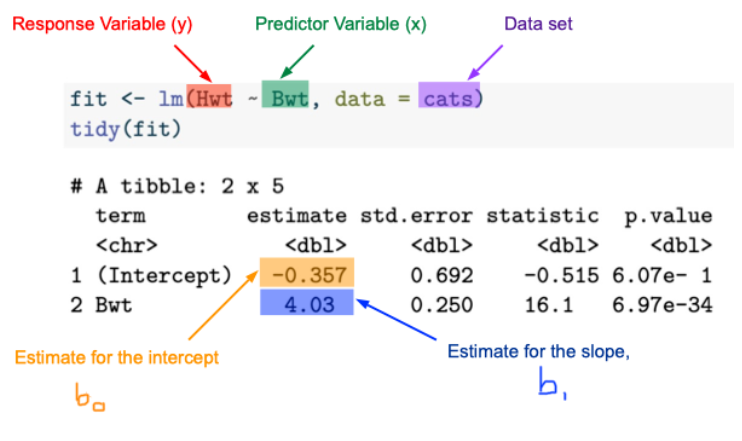 Response Variable (y) Predictor Variable (x) Data set
fit <- lm(Hwt ~ Bwt, data = cats)
tidy(fit)
# A tibble: 2 x 5
term estimate std.error statistic p.value
<chr> <dbl> <dbl> <dbl> <dbl>
1 (Intercept) -0.357 0.692 -0.515 6.07e- 1
2 Bwt 4.03 0.250 16.1 6.97e-34
Estimate for the intercept Estimate for the slope,
b₀ b₁